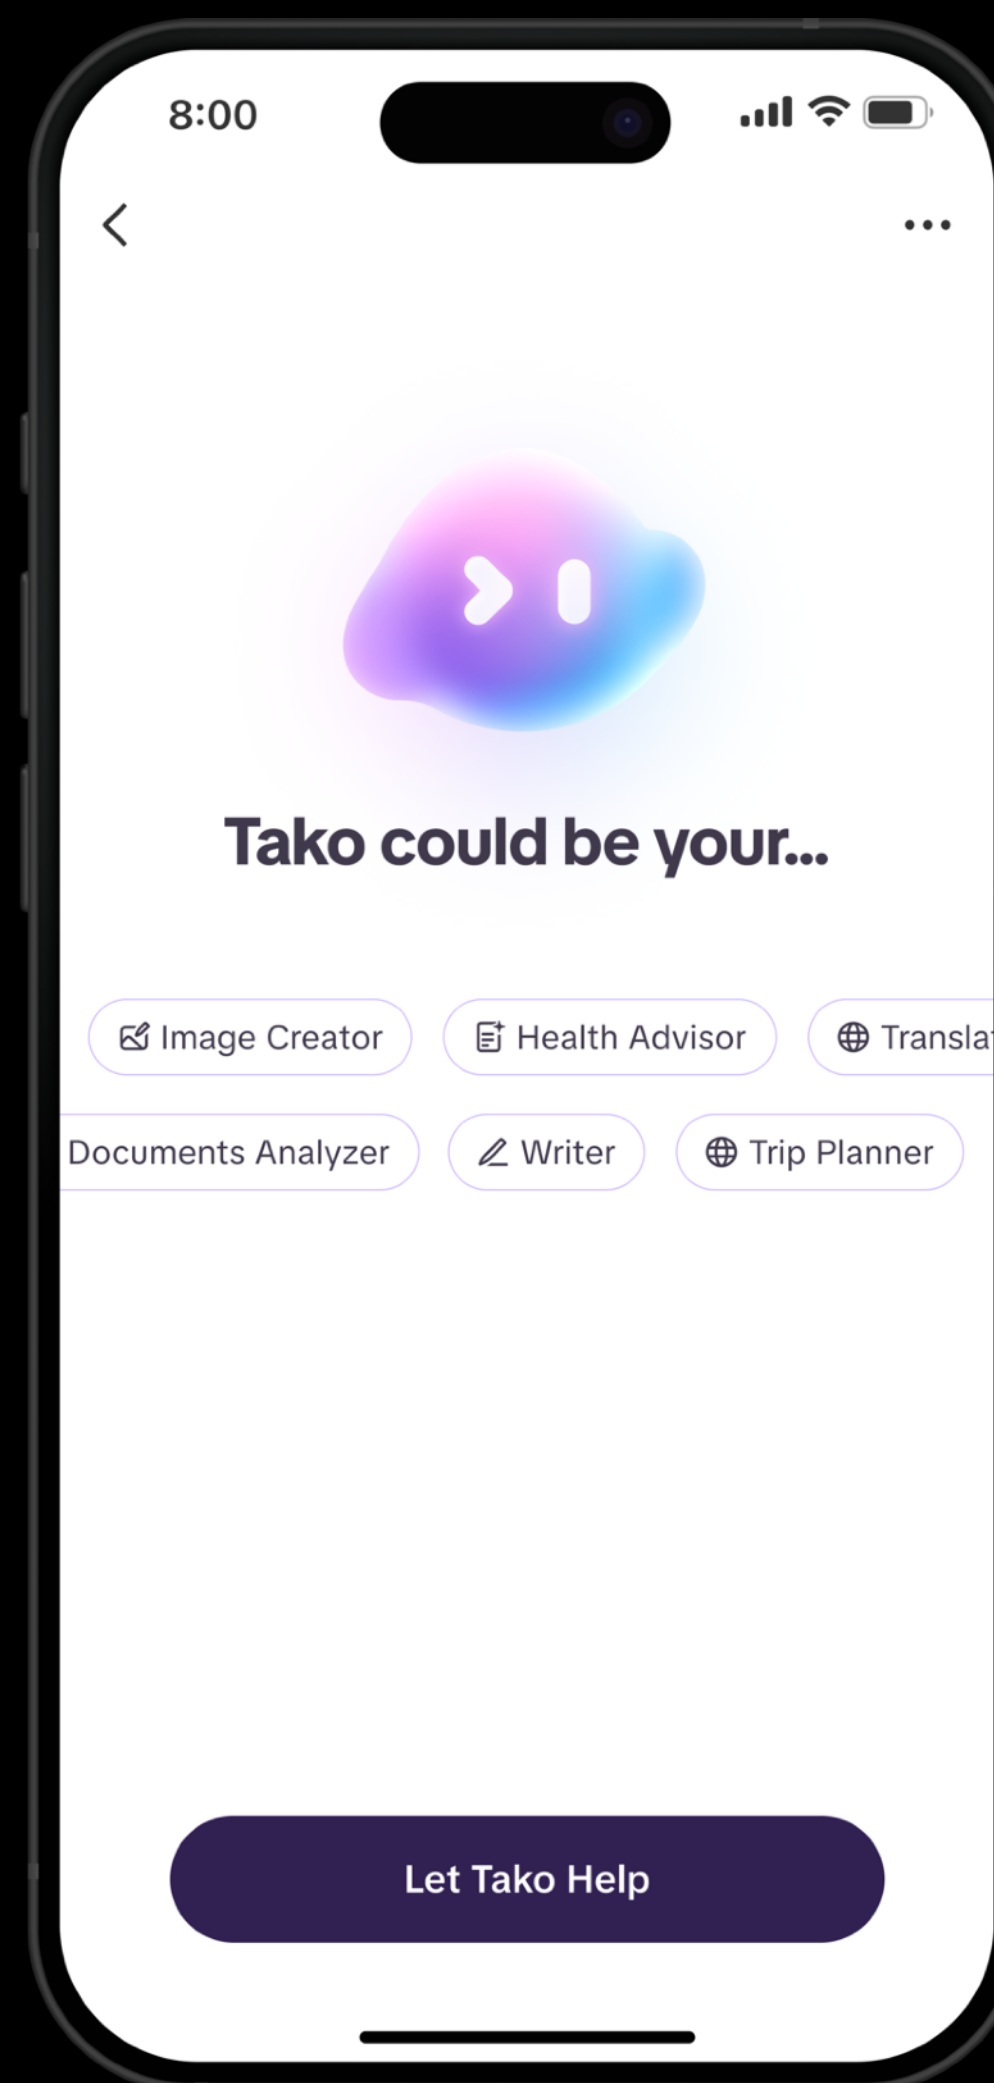 8:00
Tako could be your...
Image Creator
Health Advisor
Documents Analyzer
Writer
Trip Planner
Let Tako Help